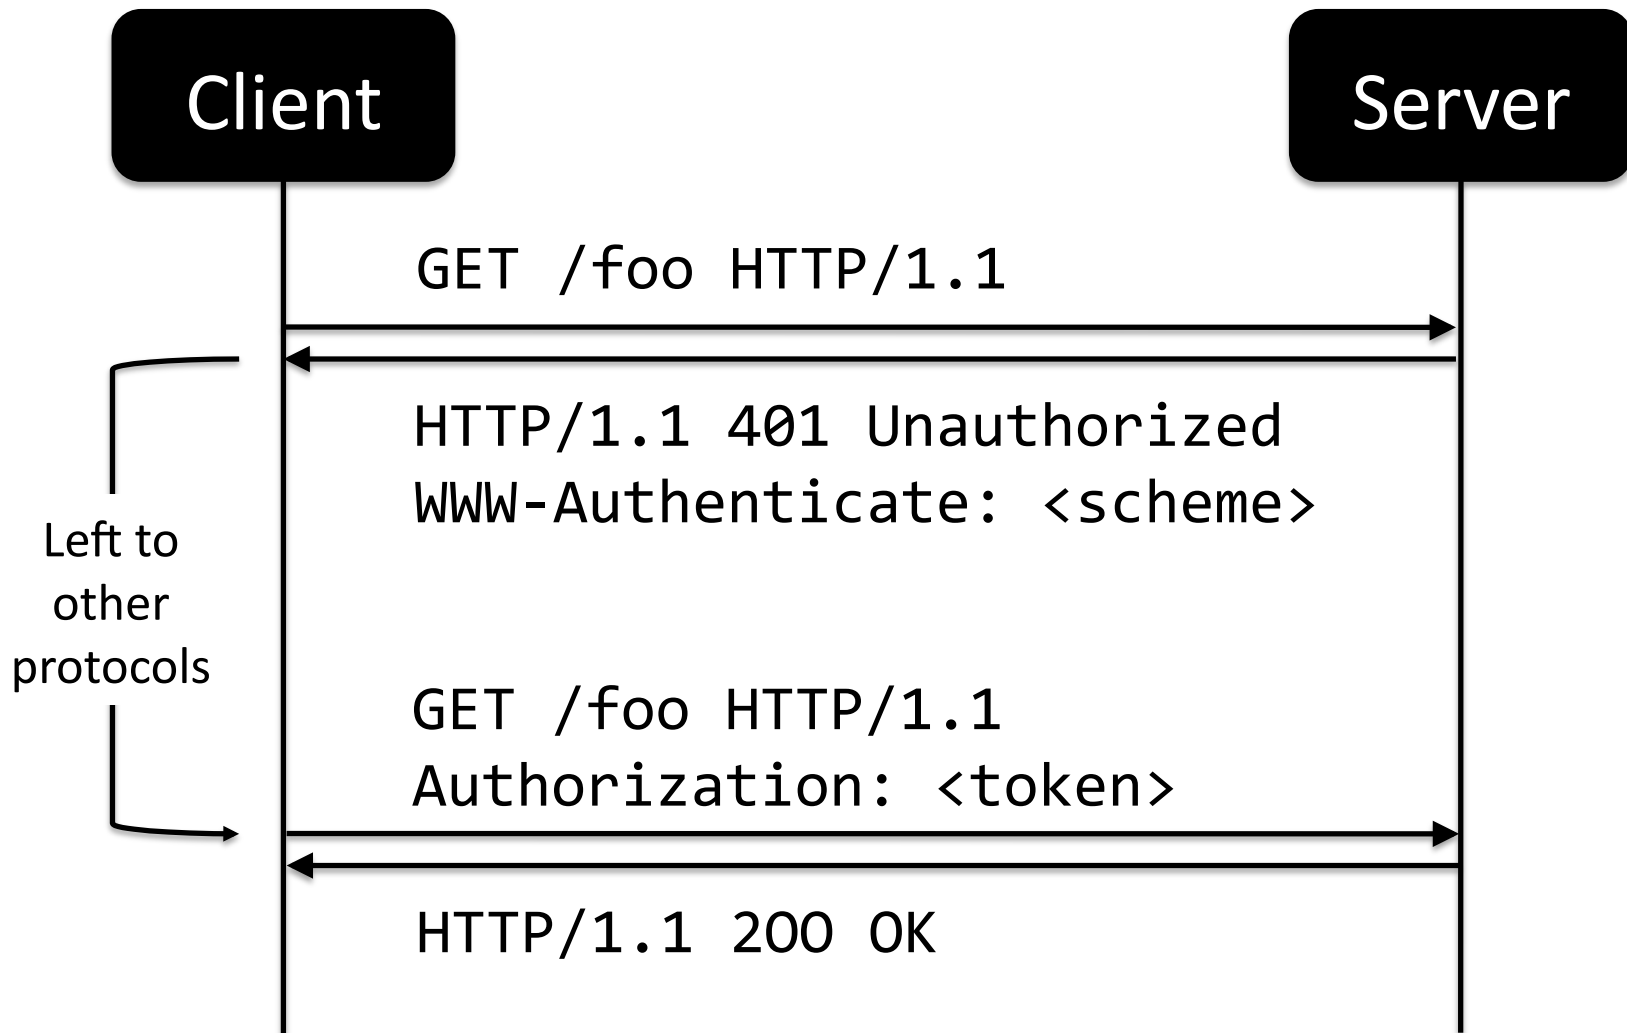 Client
Server
GET /foo HTTP/1.1
HTTP/1.1 401 Unauthorized
WWW-Authenticate: <scheme>
Left to
other
protocols
GET /foo HTTP/1.1
Authorization: <token>
HTTP/1.1 2OO OK